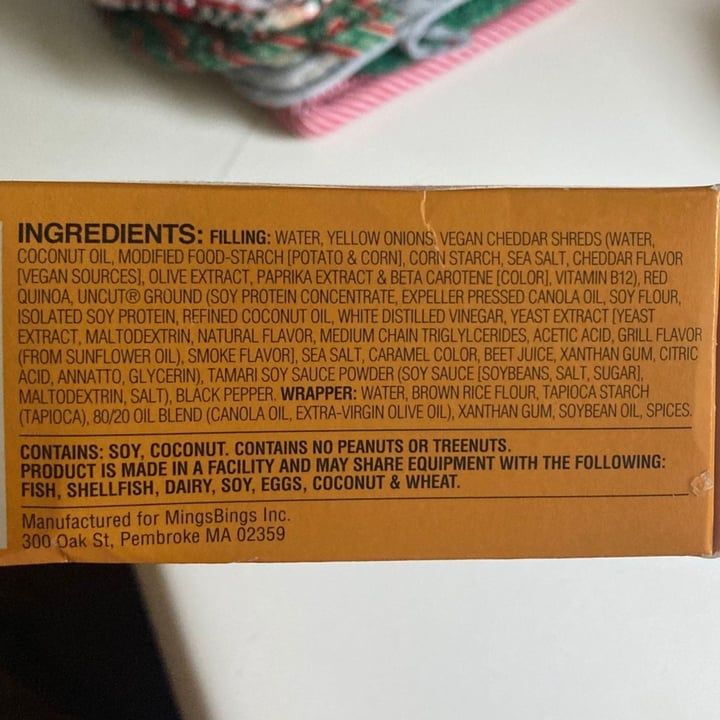 INGREDIENTS: FILLING: WATER, YELLOW ONIONS, VEGAN CHEDDAR SHREDS (WATER,
COCONUT OIL, MODIFIED FOOD-STARCH [POTATO & CORN], CORN STARCH, SEA SALT, CHEDDAR FLAVOR
[VEGAN SOURCES], OLIVE EXTRACT, PAPRIKA EXTRACT & BETA CAROTENE [COLOR], VITAMIN B12), RED
QUINOA, UNCUT® GROUND (SOY PROTEIN CONCENTRATE, EXPELLER PRESSED CANOLA OIL, SOY FLOUR,
ISOLATED SOY PROTEIN, REFINED COCONUT OIL, WHITE DISTILLED VINEGAR, YEAST EXTRACT [YEAST
EXTRACT, MALTODEXTRIN, NATURAL FLAVOR, MEDIUM CHAIN TRIGLYLCERIDES, ACETIC ACID, GRILL FLAVOR
(FROM SUNFLOWER OIL), SMOKE FLAVOR], SEA SALT, CARAMEL COLOR, BEET JUICE, XANTHAN GUM, CITRIC
ACID, ANNATTO, GLYCERIN), TAMARI SOY SAUCE POWDER (SOY SAUCE [SOYBEANS, SALT, SUGAR],
MALTODEXTRIN, SALT), BLACK PEPPER. WRAPPER: WATER, BROWN RICE FLOUR, TAPIOCA STARCH
(TAPIOCA), 80/20 OIL BLEND (CANOLA OIL, EXTRA-VIRGIN OLIVE OIL), XANTHAN GUM, SOYBEAN OIL, SPICES.
CONTAINS: SOY, COCONUT. CONTAINS NO PEANUTS OR TREENUTS.
PRODUCT IS MADE IN A FACILITY AND MAY SHARE EQUIPMENT WITH THE FOLLOWING:
FISH, SHELLFISH, DAIRY, SOY, EGGS, COCONUT & WHEAT.
Manufactured for MingsBings Inc.
300 Oak St, Pembroke MA 02359